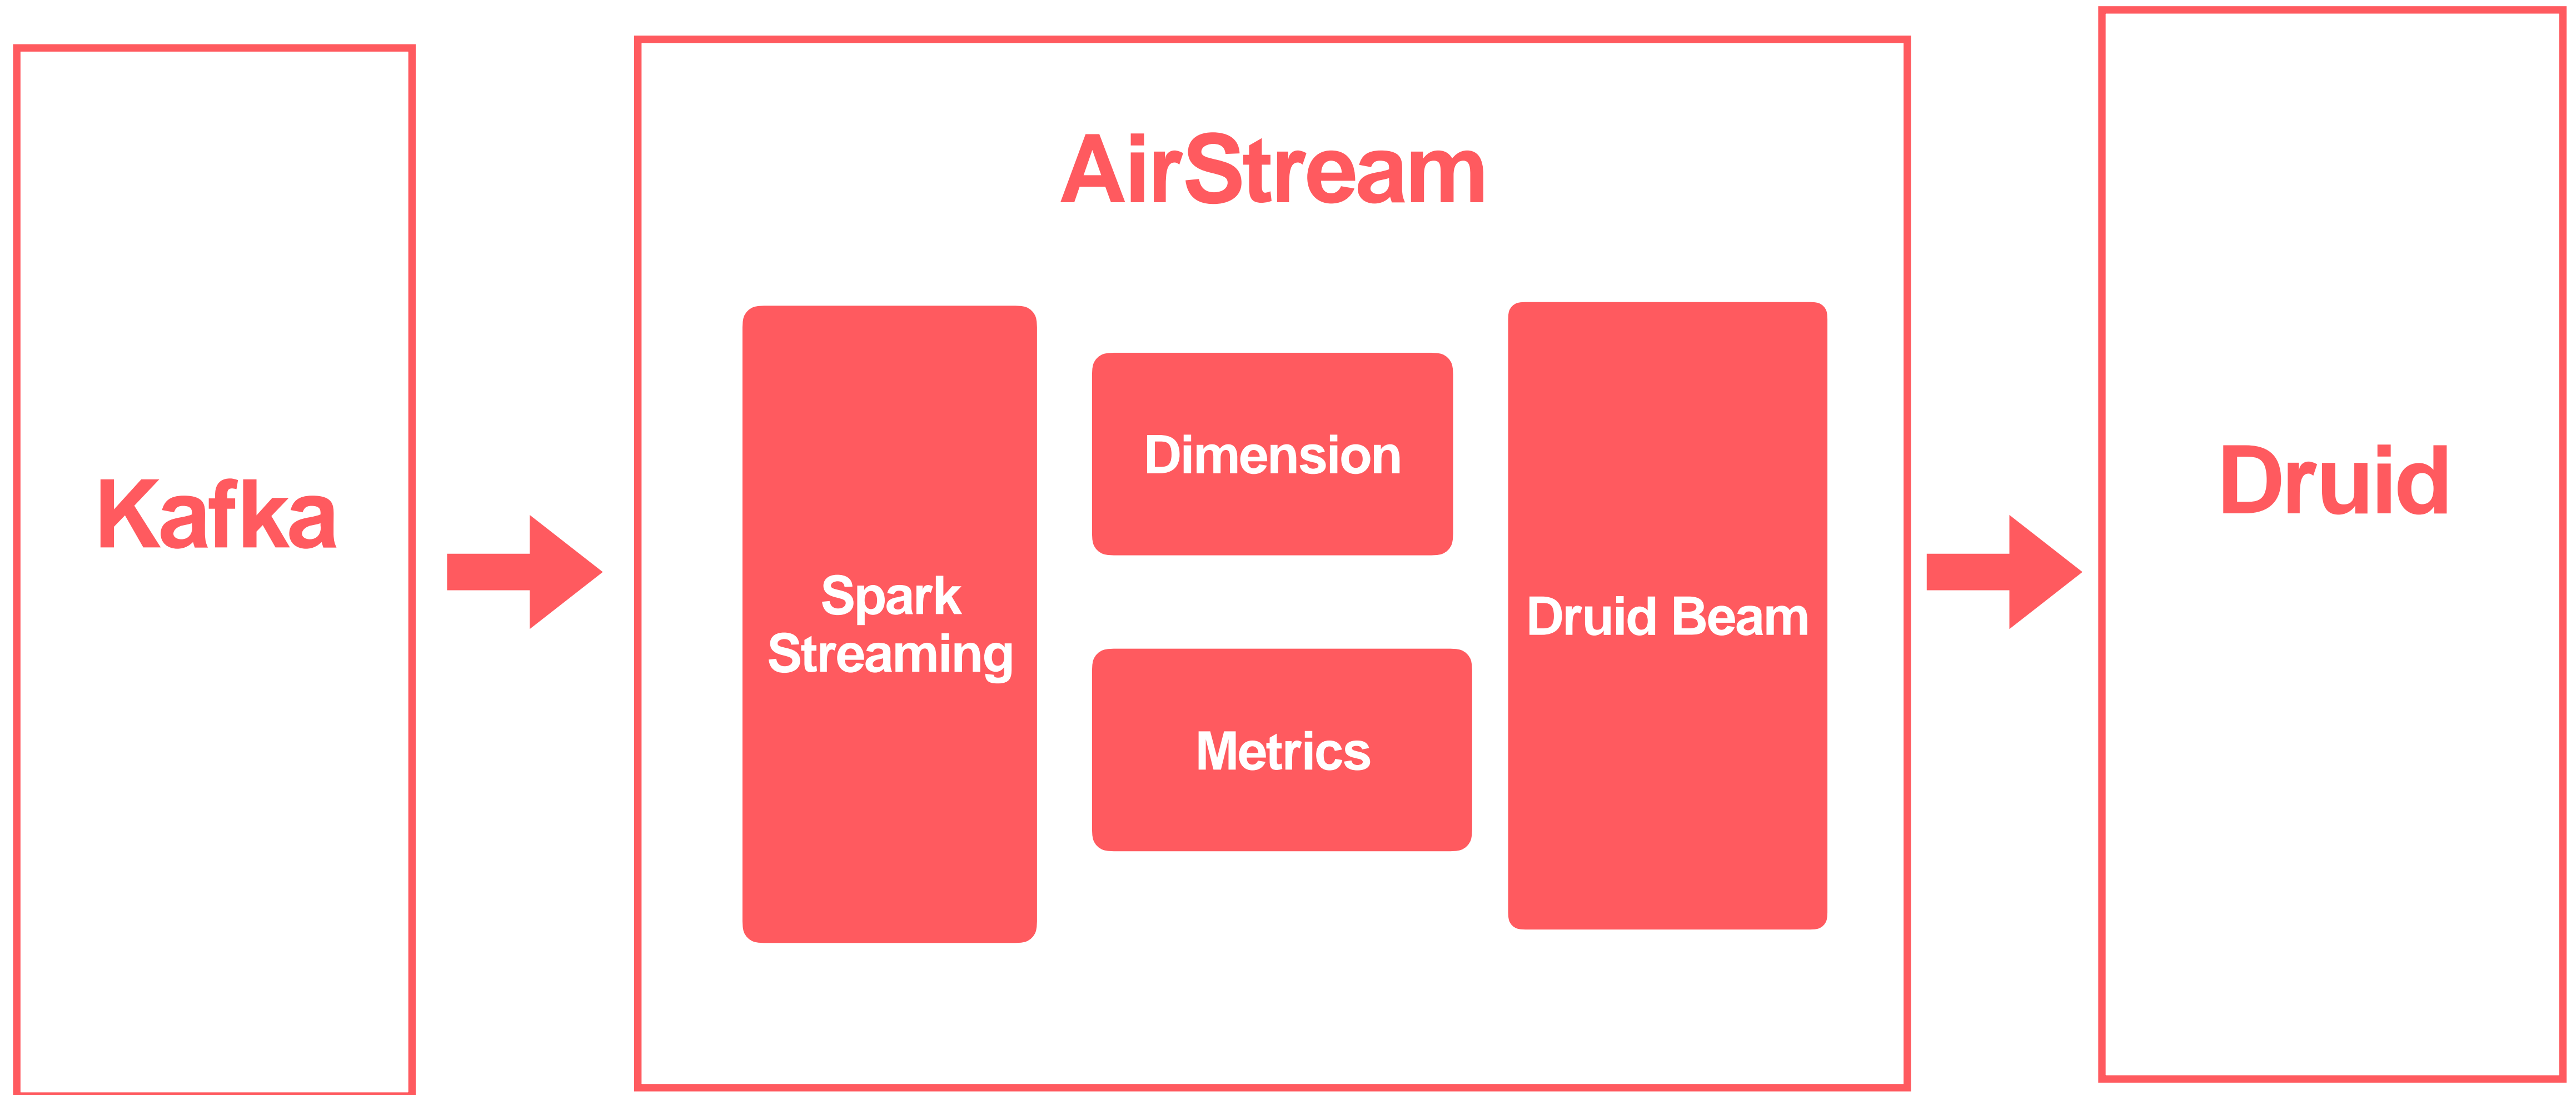 Kafka
AirStream
Spark
Streaming
Dimension
Metrics
Druid Beam
Druid